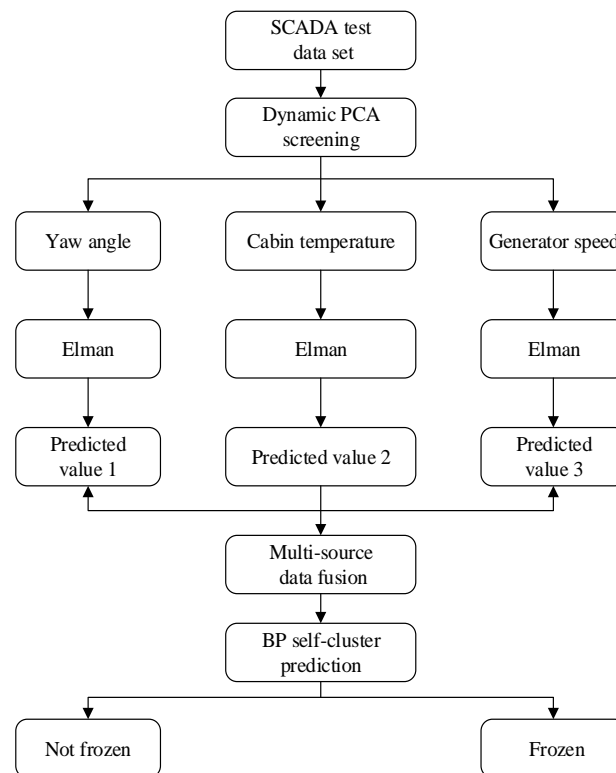 SCADA test
data set
Dynamic PCA
screening
Yaw angle
Cabin temperature
Generator speed
Elman
Elman
Elman
Predicted
value 1
Predicted value 2
Predicted
value 3
Multi-source
data fusion
BP self-cluster
prediction
Not frozen
Frozen